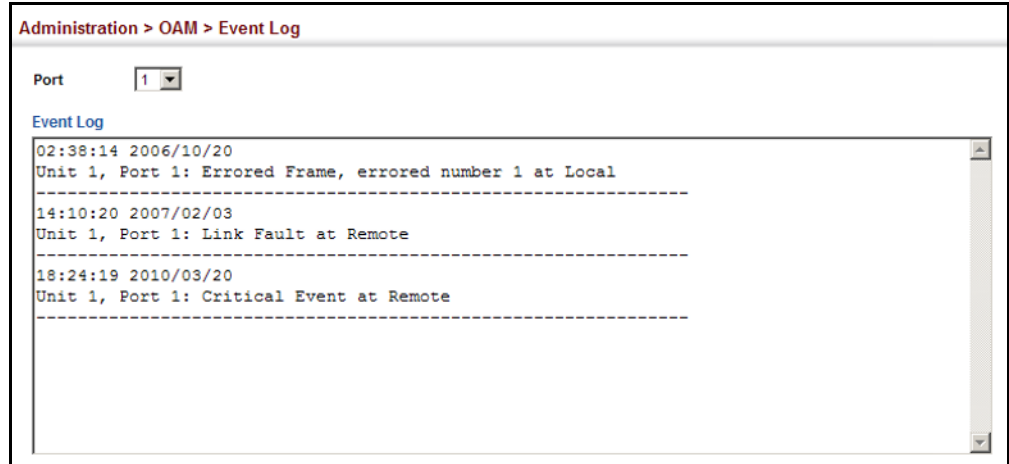 Administration > OAM > Event Log
Port 1
Event Log
02:38:14 2006/10/20
Unit 1, Port 1: Errored Frame, errored number 1 at Local
---------------------------------------------------------------
14:10:20 2007/02/03
Unit 1, Port 1: Link Fault at Remote
---------------------------------------------------------------
18:24:19 2010/03/20
Unit 1, Port 1: Critical Event at Remote
---------------------------------------------------------------